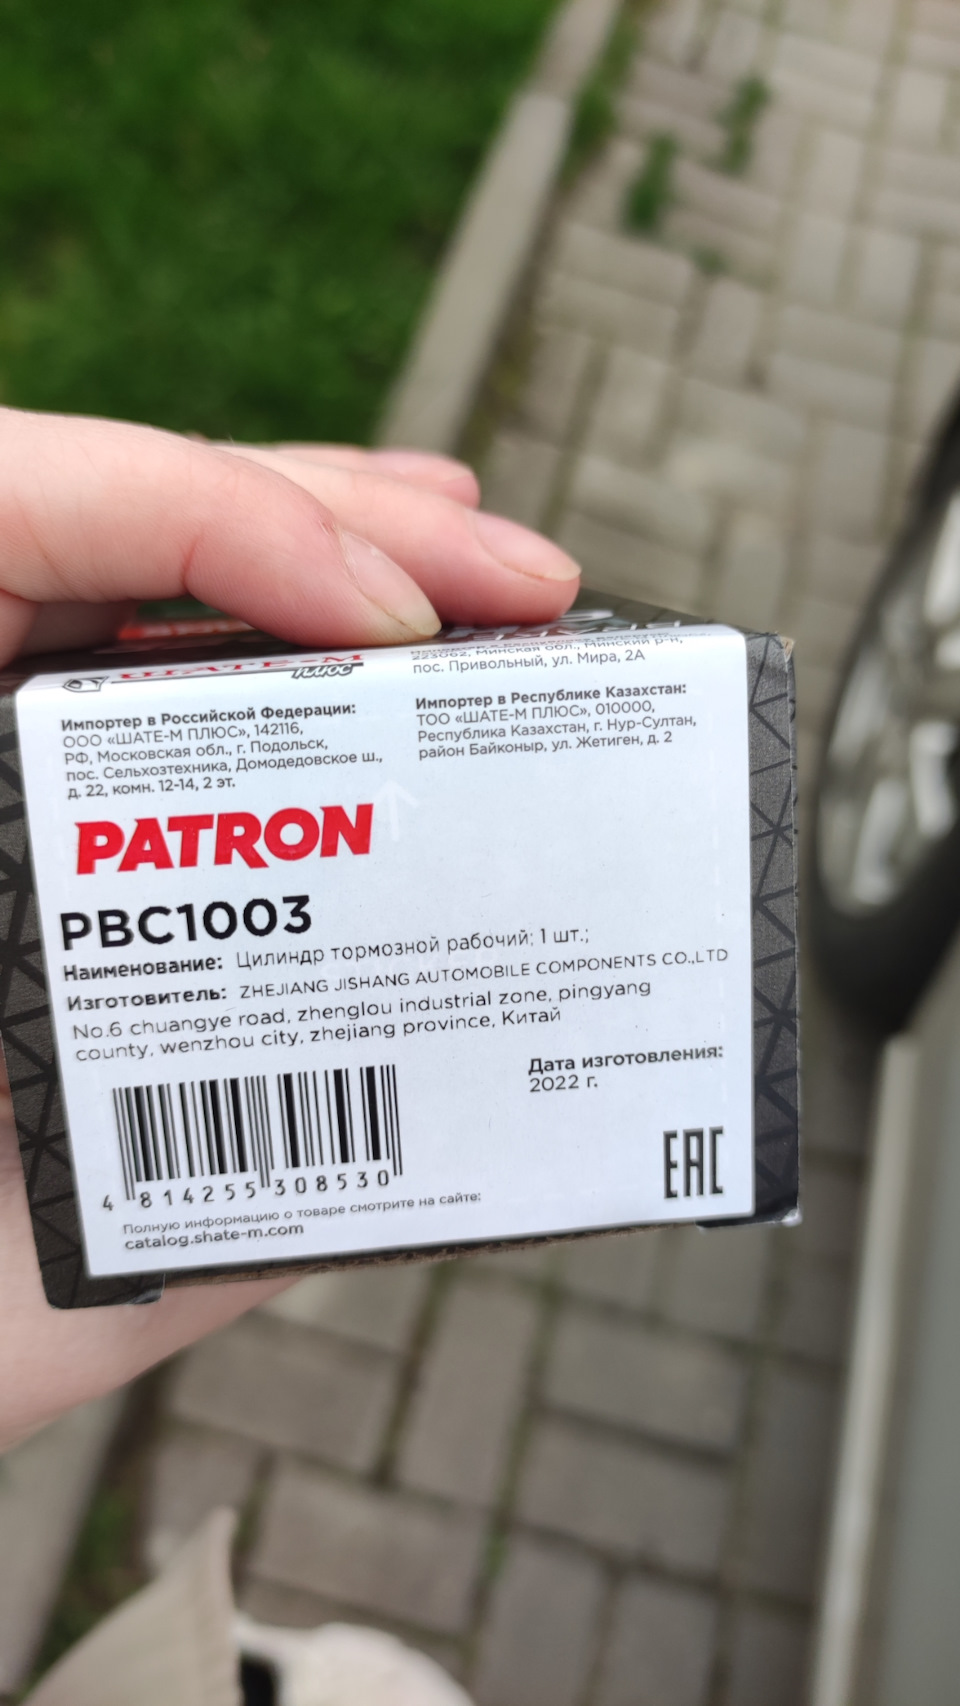 ШАТЕ-М
ПЛЮС
223062, Минская обл., Минский р-н,
пос. Привольный, ул. Мира, 2А
Импортер в Российской Федерации:
ООО «ШАТЕ-М ПЛЮС», 142116,
РФ, Московская обл., г. Подольск,
пос. Сельхозтехника, Домодедовское ш.,
д. 22, комн. 12-14, 2 эт.
Импортер в Республике Казахстан:
ТОО «ШАТЕ-М ПЛЮС», 010000,
Республика Казахстан, г. Нур-Султан,
район Байконыр, ул. Жетиген, д. 2
PATRON
PBC1003
Наименование: Цилиндр тормозной рабочий; 1 шт.;
Изготовитель: ZHEJIANG JISHANG AUTOMOBILE COMPONENTS CO.,LTD
No.6 chuangye road, zhenglou industrial zone, pingyang
county, wenzhou city, zhejiang province, Китай
Дата изготовления:
2022 г.
4 814255 308530
EAC
Полную информацию о товаре смотрите на сайте:
catalog.shate-m.com